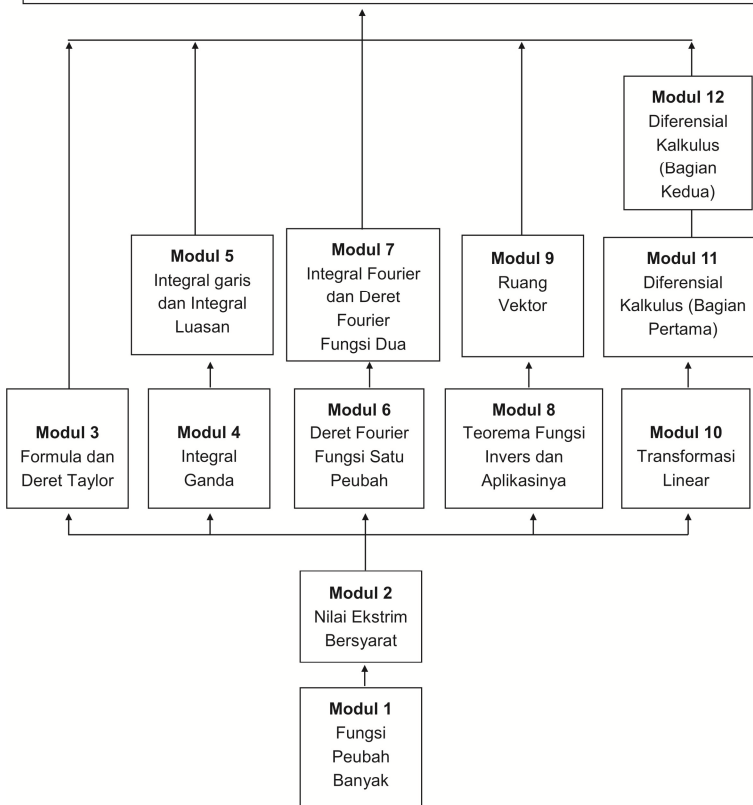 Modul 12
Diferensial
Kalkulus
(Bagian
Kedua)
Modul 5
Integral garis
dan Integral
Luasan
Modul 7
Integral Fourier
dan Deret
Fourier
Fungsi Dua
Modul 9
Ruang
Vektor
Modul 11
Diferensial
Kalkulus (Bagian
Pertama)
Modul 3
Formula dan
Deret Taylor
Modul 4
Integral
Ganda
Modul 6
Deret Fourier
Fungsi Satu
Peubah
Modul 8
Teorema Fungsi
Invers dan
Aplikasinya
Modul 10
Transformasi
Linear
Modul 2
Nilai Ekstrim
Bersyarat
Modul 1
Fungsi
Peubah
Banyak